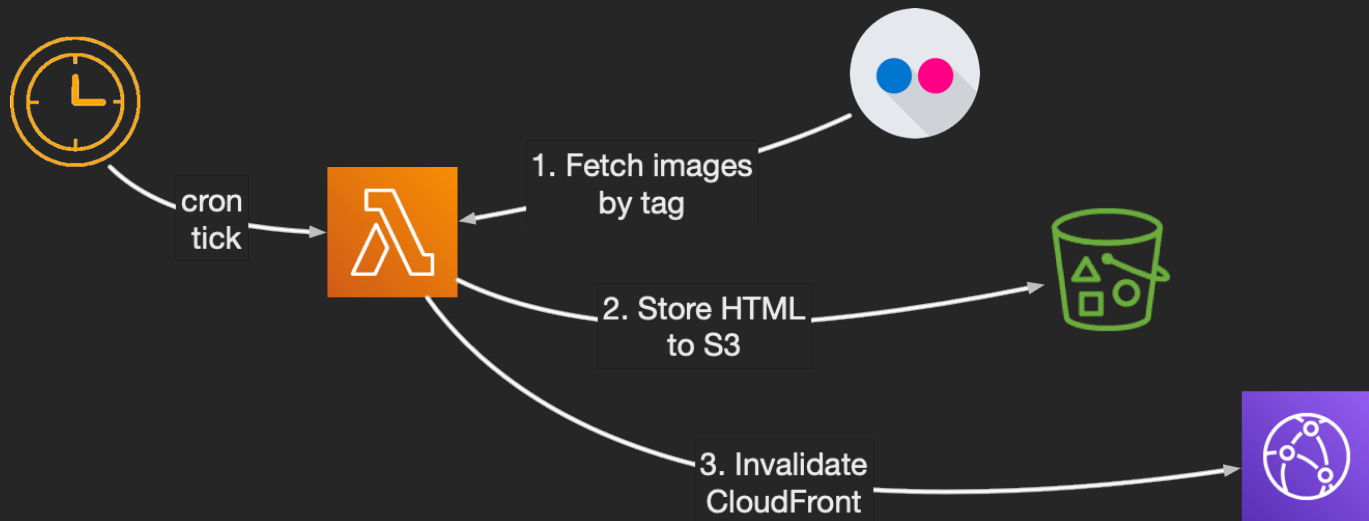 cron
tick
1. Fetch images
by tag
2. Store HTML
to S3
3. Invalidate
CloudFront